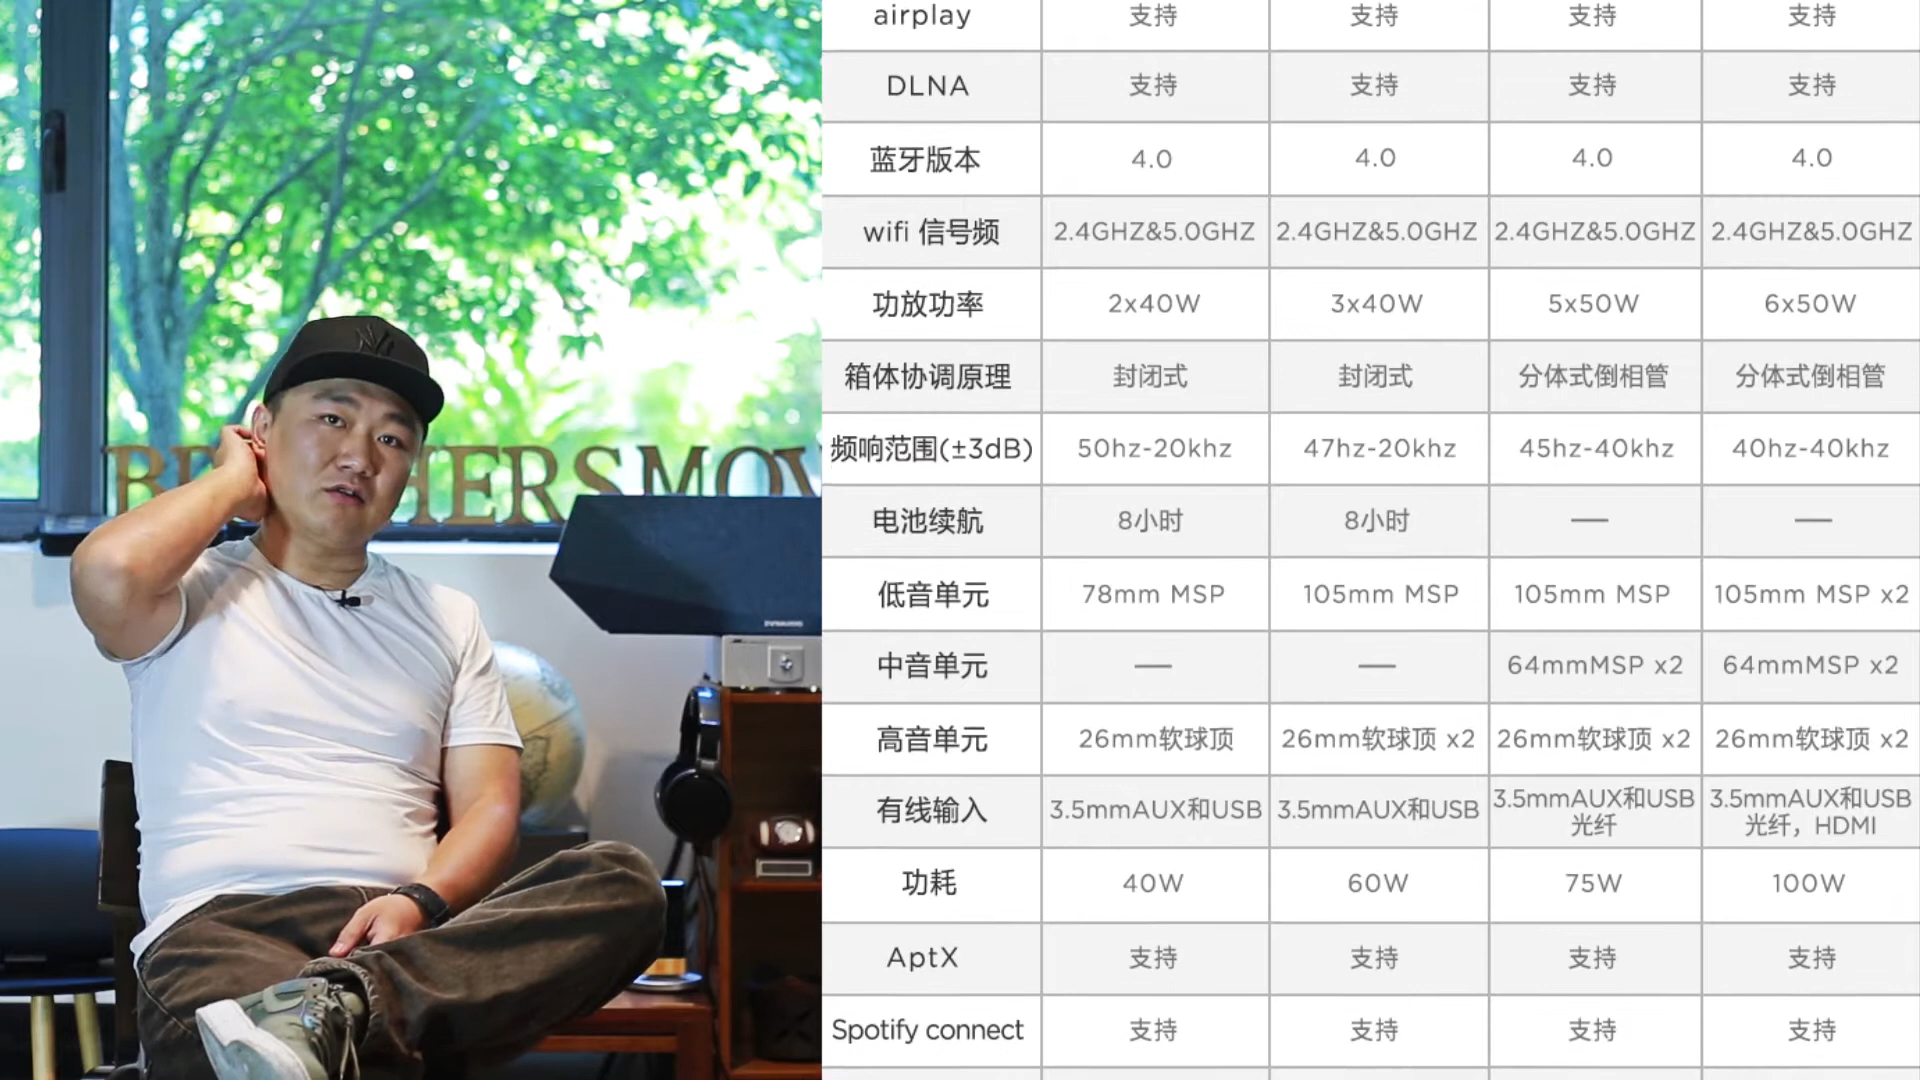 BR HERSMOV
DYNAUDIO
airplay 支持 支持 支持 支持
DLNA 支持 支持 支持 支持
蓝牙版本 4.0 4.0 4.0 4.0
wifi 信号频 2.4GHZ&5.0GHZ 2.4GHZ&5.0GHZ 2.4GHZ&5.0GHZ 2.4GHZ&5.0GHZ
功放功率 2x40W 3x40W 5x50W 6x50W
箱体协调原理 封闭式 封闭式 分体式倒相管 分体式倒相管
频响范围(±3dB) 50hz-20khz 47hz-20khz 45hz-40khz 40hz-40khz
电池续航 8小时 8小时 — —
低音单元 78mm MSP 105mm MSP 105mm MSP 105mm MSP x2
中音单元 — — 64mmMSP x2 64mmMSP x2
高音单元 26mm软球顶 26mm软球顶 x2 26mm软球顶 x2 26mm软球顶 x2
有线输入 3.5mmAUX和USB 3.5mmAUX和USB 3.5mmAUX和USB 3.5mmAUX和USB
光纤 光纤，HDMI
功耗 40W 60W 75W 100W
AptX 支持 支持 支持 支持
Spotify connect 支持 支持 支持 支持